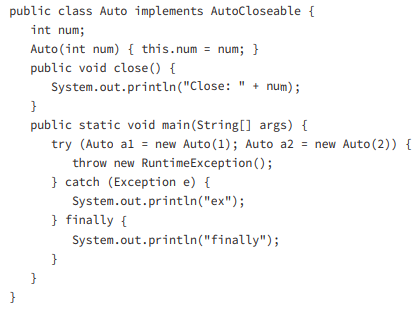 public class Auto implements AutoCloseable {
   int num;
   Auto(int num) { this.num = num; }
   public void close() {
      System.out.println("Close: " + num);
   }
   public static void main(String[] args) {
      try (Auto a1 = new Auto(1); Auto a2 = new Auto(2)) {
         throw new RuntimeException();
      } catch (Exception e) {
         System.out.println("ex");
      } finally {
         System.out.println("finally");
      }
   }
}